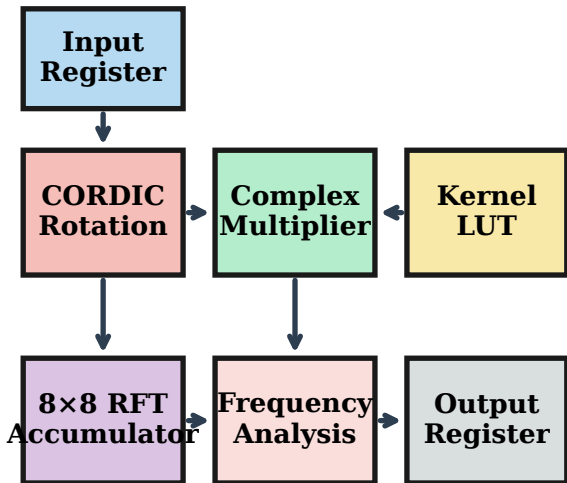 Input
Register
CORDIC
Rotation
Complex
Multiplier
Kernel
LUT
8×8 RFT
Accumulator
Frequency
Analysis
Output
Register